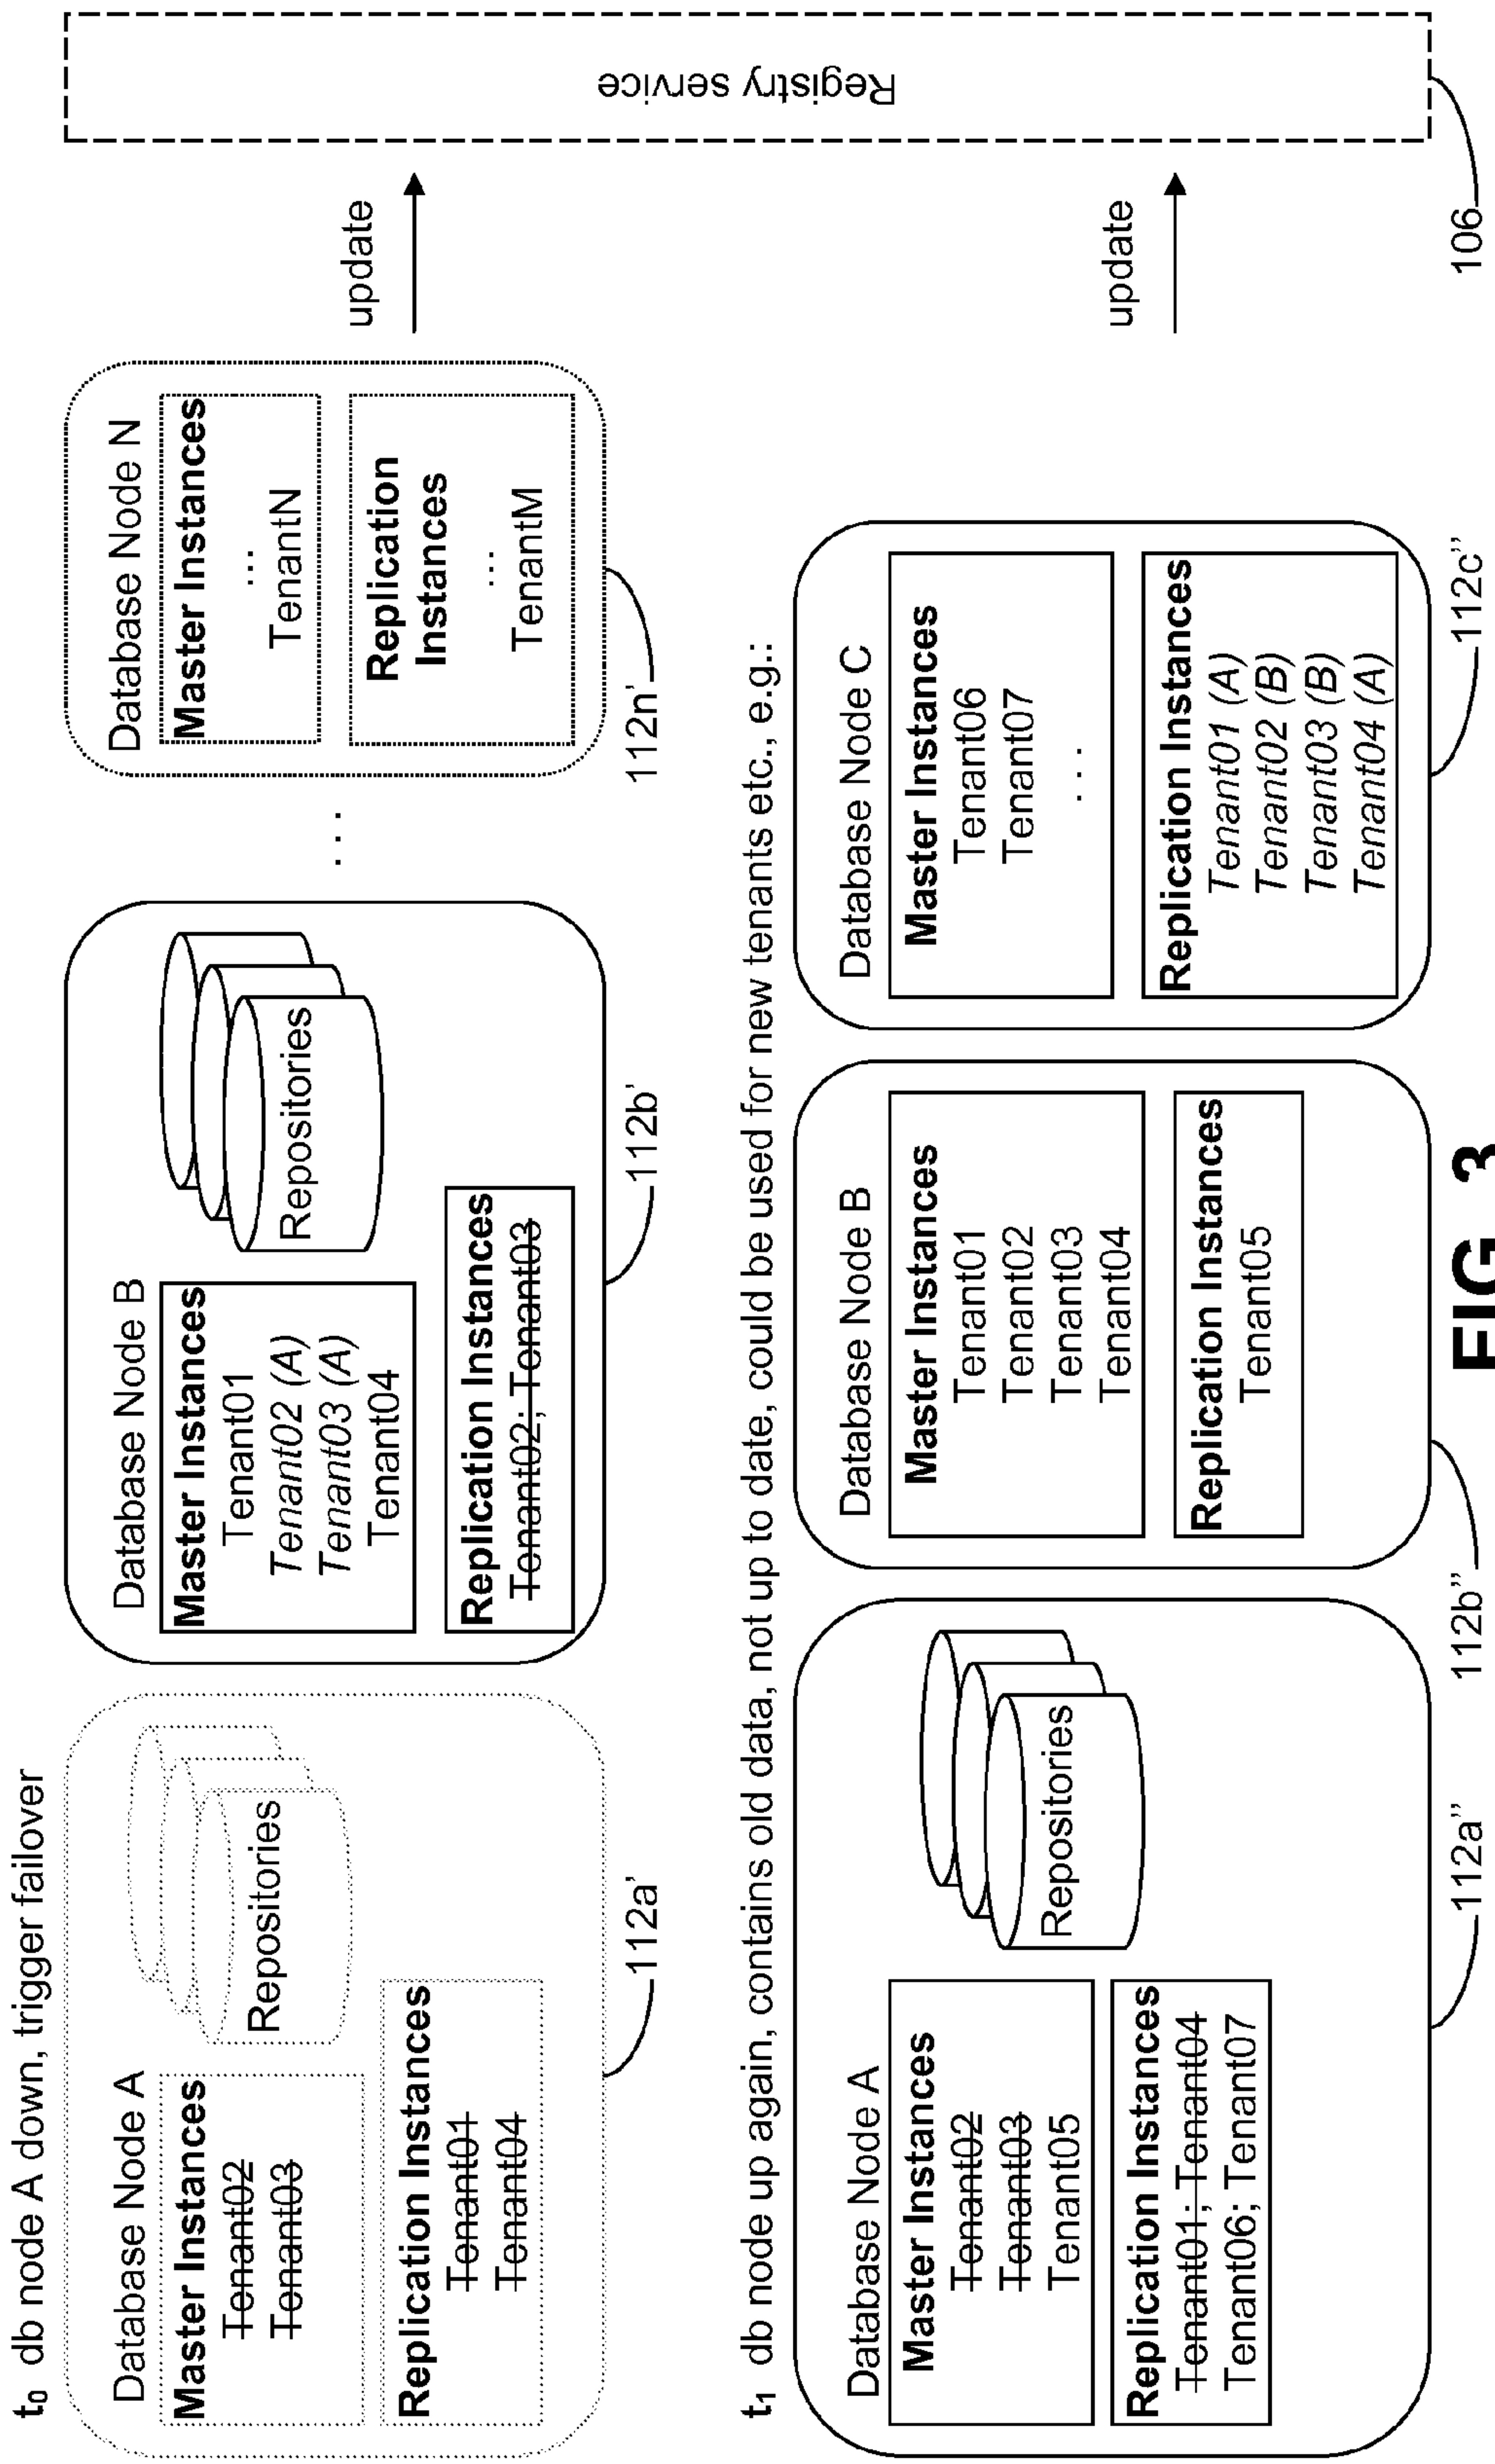 t0 db node A down, trigger failover
Database Node A
Master Instances
Tenant02
Tenant03
Repositories
Replication Instances
Tenant01
Tenant04
112a’
Database Node B
Master Instances
Tenant01
Tenant02 (A)
Tenant03 (A)
Tenant04
Repositories
Replication Instances
Tenant02; Tenant03
112b’
. . .
Database Node N
Master Instances
...
TenantN
Replication
Instances
...
TenantM
112n’
update
Registry service
t1 db node up again, contains old data, not up to date, could be used for new tenants etc., e.g.:
Database Node A
Master Instances
Tenant02
Tenant03
Tenant05
Repositories
Replication Instances
Tenant01; Tenant04
Tenant06; Tenant07
112a”
Database Node B
Master Instances
Tenant01
Tenant02
Tenant03
Tenant04
Replication Instances
Tenant05
112b”
Database Node C
Master Instances
Tenant06
Tenant07
. . .
Replication Instances
Tenant01 (A)
Tenant02 (B)
Tenant03 (B)
Tenant04 (A)
112c”
update
106
FIG. 3